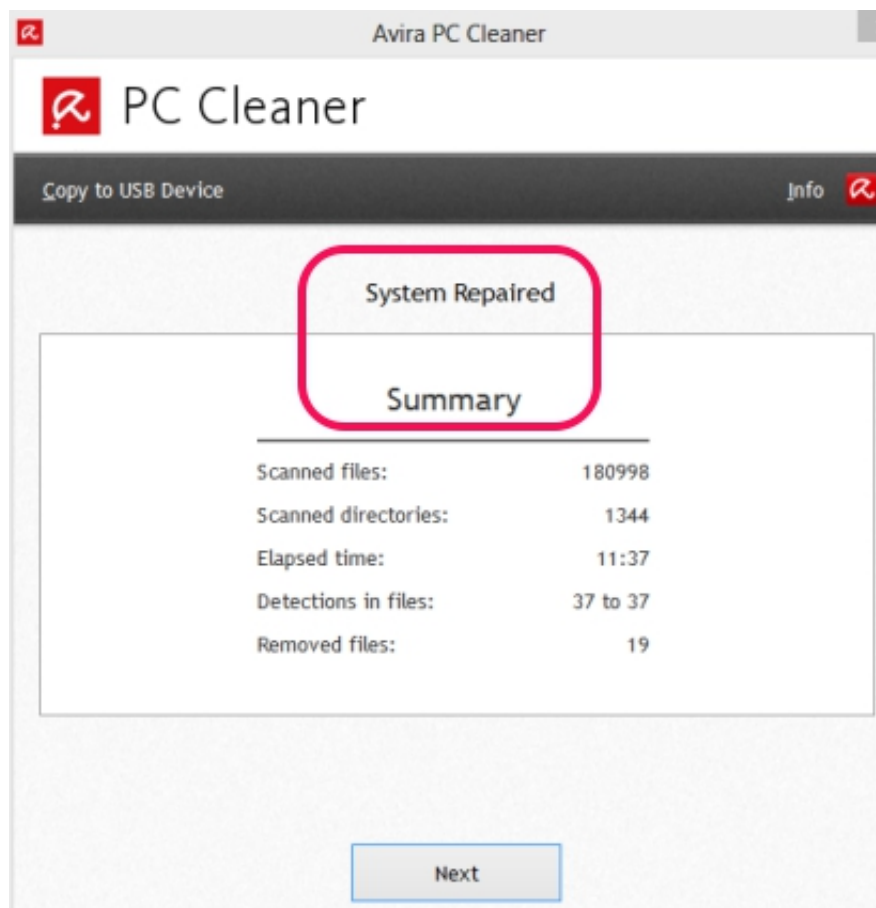 Avira PC Cleaner
PC Cleaner
Copy to USB Device Info
System Repaired
Summary
Scanned files: 180998
Scanned directories: 1344
Elapsed time: 11:37
Detections in files: 37 to 37
Removed files: 19
Next